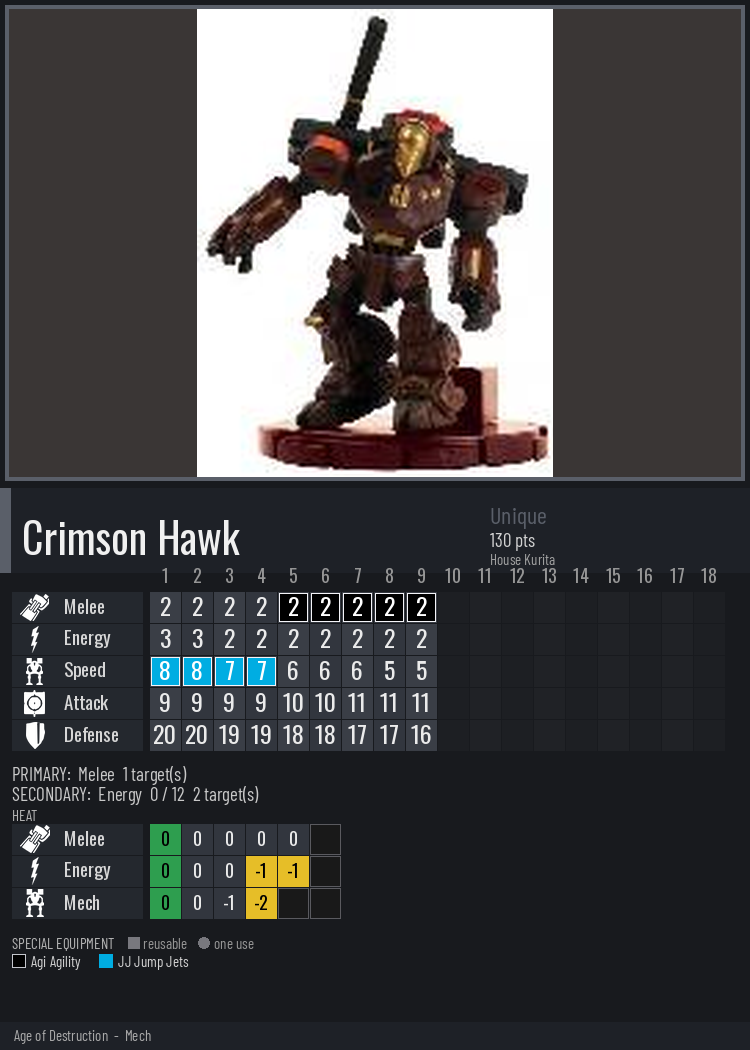 Crimson Hawk
Unique
130 pts
House Kurita
1 2 3 4 5 6 7 8 9 10 11 12 13 14 15 16 17 18
Melee 2 2 2 2 2 2 2 2 2
Energy 3 3 2 2 2 2 2 2 2
Speed 8 8 7 7 6 6 6 5 5
Attack 9 9 9 9 10 10 11 11 11
Defense 20 20 19 19 18 18 17 17 16
PRIMARY: Melee 1 target(s)
SECONDARY: Energy 0 / 12 2 target(s)
HEAT
Melee 0 0 0 0 0
Energy 0 0 0 -1 -1
Mech 0 0 -1 -2
SPECIAL EQUIPMENT reusable one use
Agi Agility JJ Jump Jets
Age of Destruction - Mech